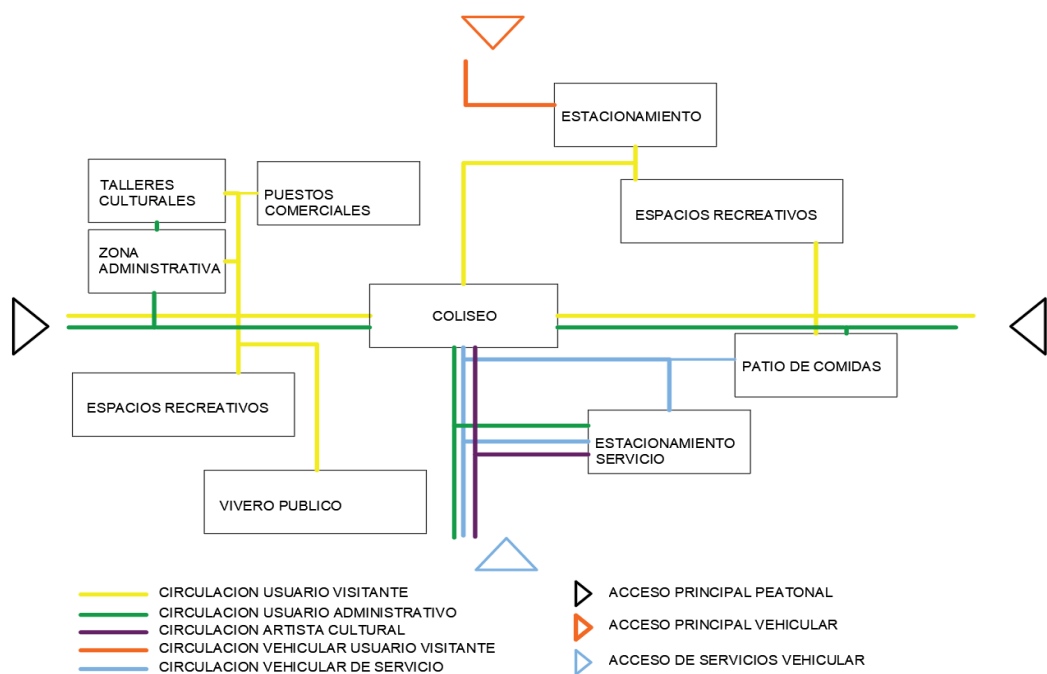 ESTACIONAMIENTO
TALLERES
CULTURALES
PUESTOS
COMERCIALES
ESPACIOS RECREATIVOS
ZONA
ADMINISTRATIVA
COLISEO
PATIO DE COMIDAS
ESPACIOS RECREATIVOS
ESTACIONAMIENTO
SERVICIO
VIVERO PUBLICO
CIRCULACION USUARIO VISITANTE
CIRCULACION USUARIO ADMINISTRATIVO
CIRCULACION ARTISTA CULTURAL
CIRCULACION VEHICULAR USUARIO VISITANTE
CIRCULACION VEHICULAR DE SERVICIO
ACCESO PRINCIPAL PEATONAL
ACCESO PRINCIPAL VEHICULAR
ACCESO DE SERVICIOS VEHICULAR